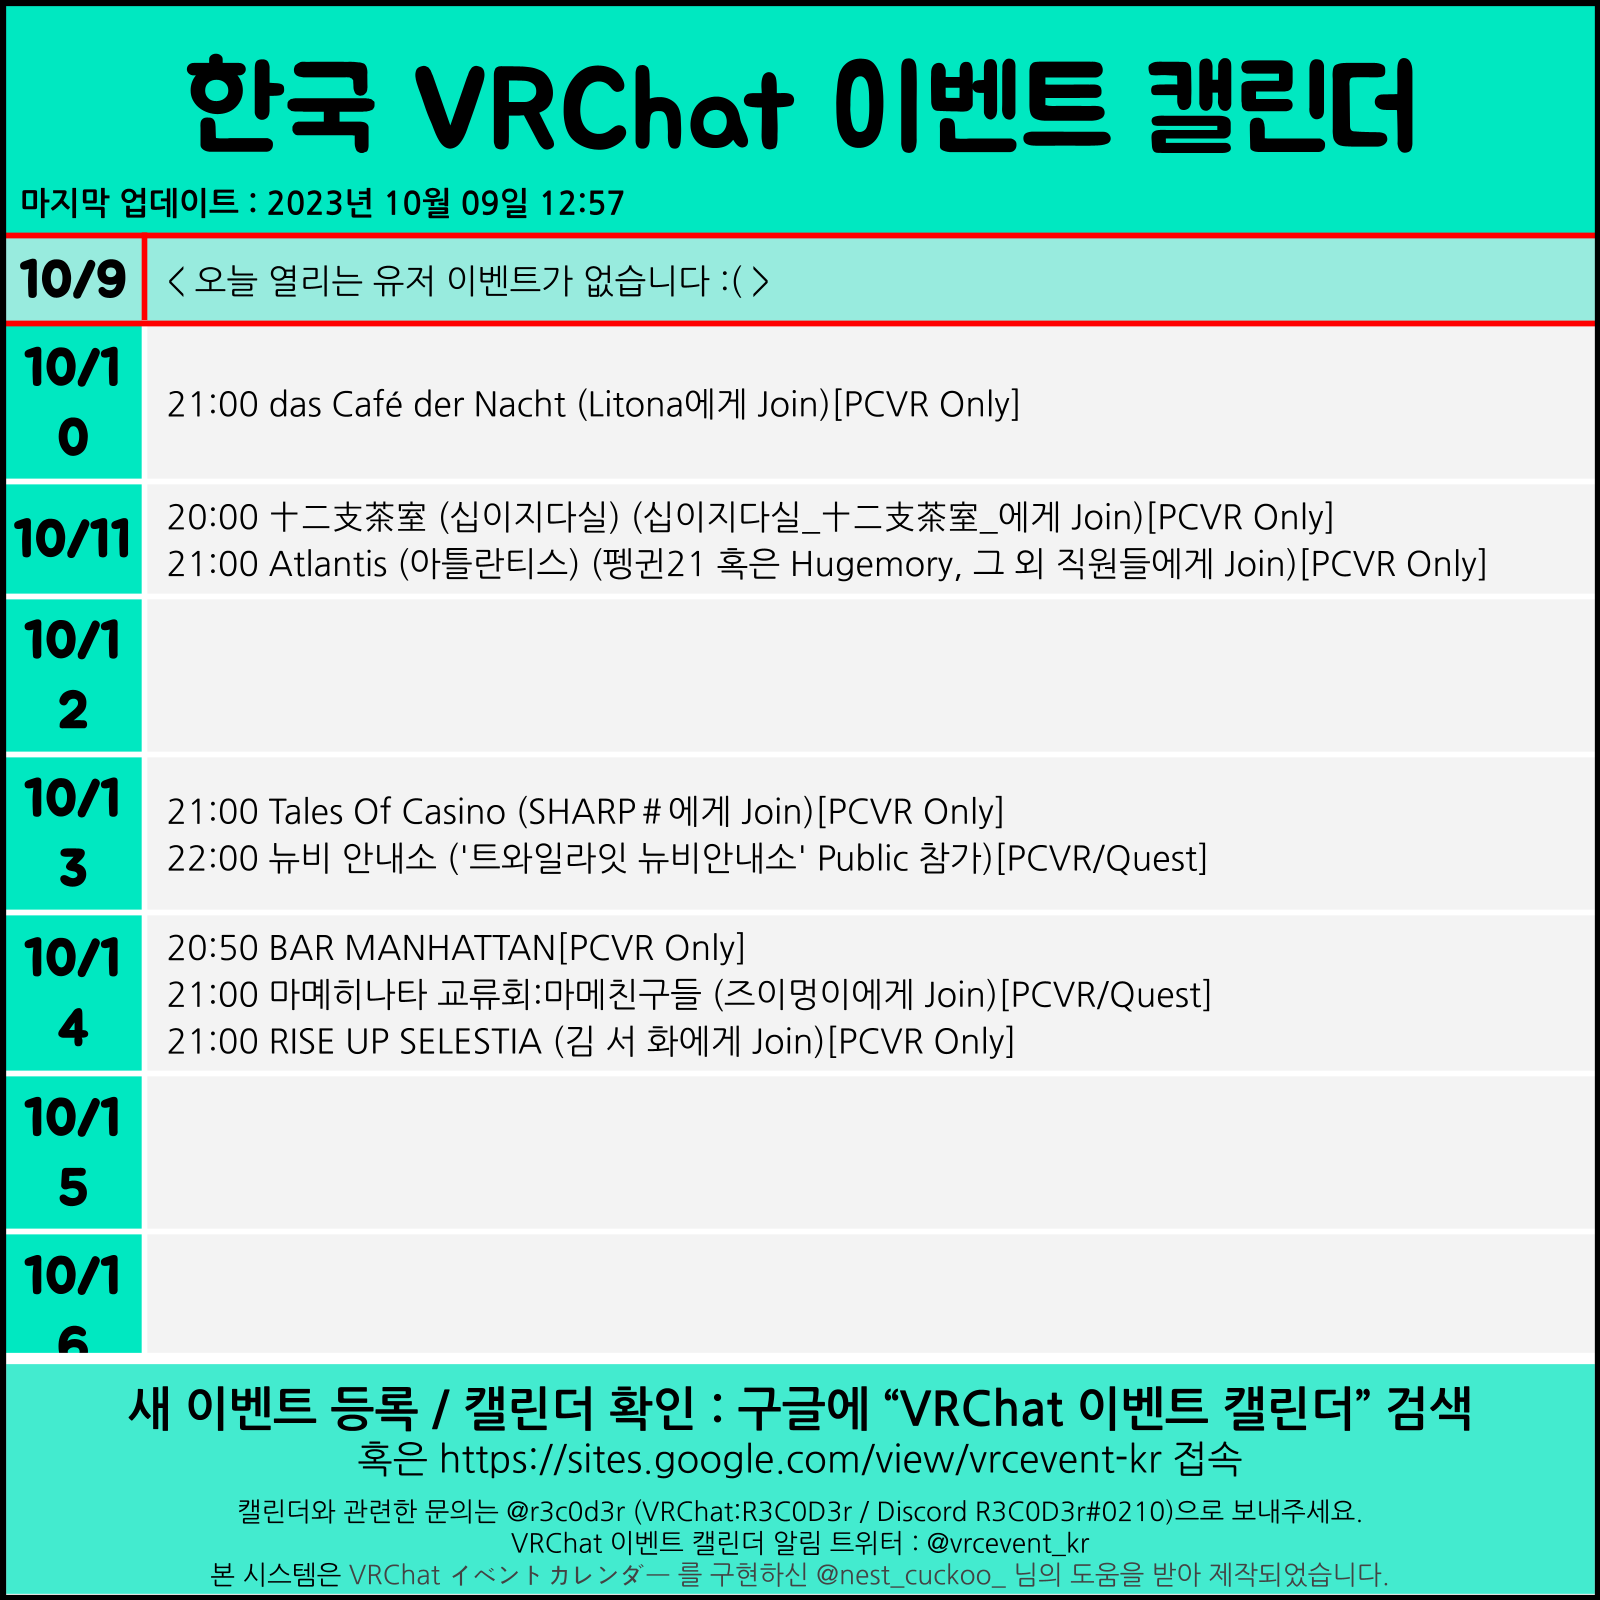 한국 VRChat 이벤트 캘린더
마지막 업데이트 : 2023년 10월 09일 12:57
10/9
< 오늘 열리는 유저 이벤트가 없습니다 :( >
10/1
0
21:00 das Café der Nacht (Litona에게 Join)[PCVR Only]
10/11
20:00 十二支茶室 (십이지다실) (십이지다실_十二支茶室_에게 Join)[PCVR Only]
21:00 Atlantis (아틀란티스) (펭귄21 혹은 Hugemory, 그 외 직원들에게 Join)[PCVR Only]
10/1
2
10/1
3
21:00 Tales Of Casino (SHARP＃에게 Join)[PCVR Only]
22:00 뉴비 안내소 ('트와일라잇 뉴비안내소' Public 참가)[PCVR/Quest]
10/1
4
20:50 BAR MANHATTAN[PCVR Only]
21:00 마몌히나타 교류회:마메친구들 (즈이멍이에게 Join)[PCVR/Quest]
21:00 RISE UP SELESTIA (김 서 화에게 Join)[PCVR Only]
10/1
5
10/1
6
새 이벤트 등록 / 캘린더 확인 : 구글에 “VRChat 이벤트 캘린더” 검색
혹은 https://sites.google.com/view/vrcevent-kr 접속
캘린더와 관련한 문의는 @r3c0d3r (VRChat:R3C0D3r / Discord R3C0D3r#0210)으로 보내주세요.
VRChat 이벤트 캘린더 알림 트위터 : @vrcevent_kr
본 시스템은 VRChat イベントカレンダー 를 구현하신 @nest_cuckoo_ 님의 도움을 받아 제작되었습니다.